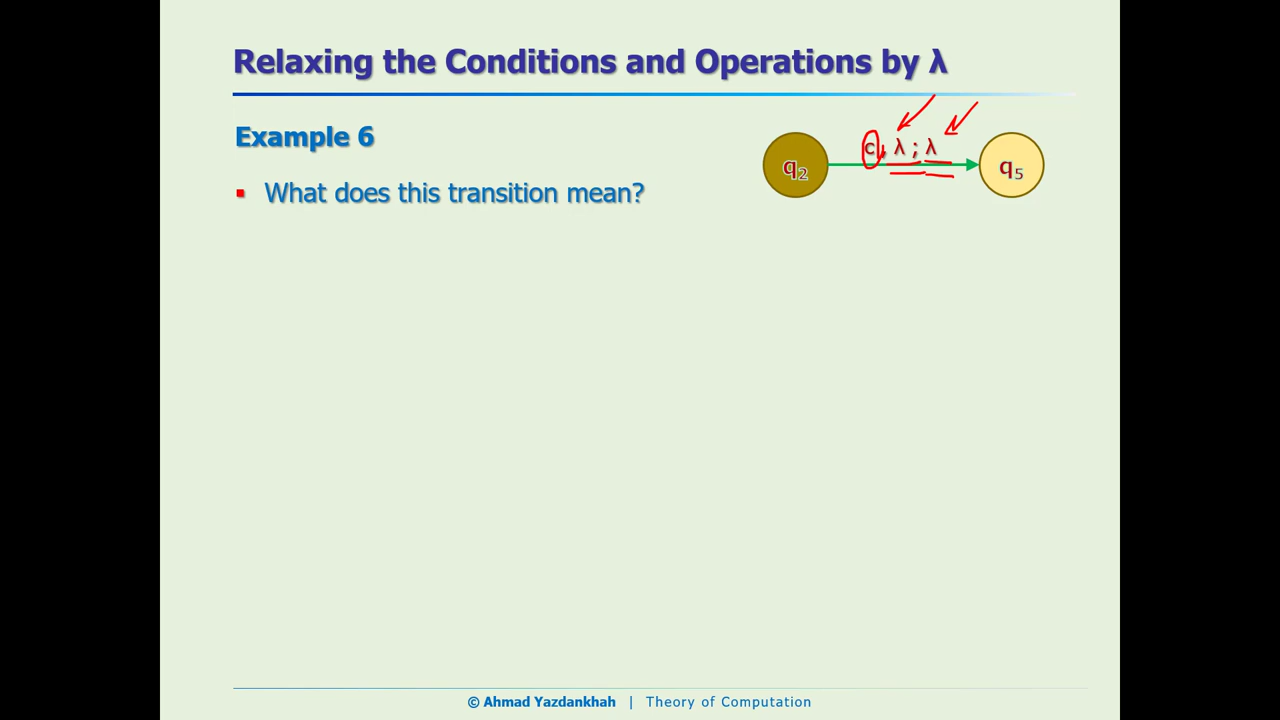 Relaxing the Conditions and Operations by λ
Example 6
c, λ ; λ
q₂
q₅
▪ What does this transition mean?
© Ahmad Yazdankhah | Theory of Computation